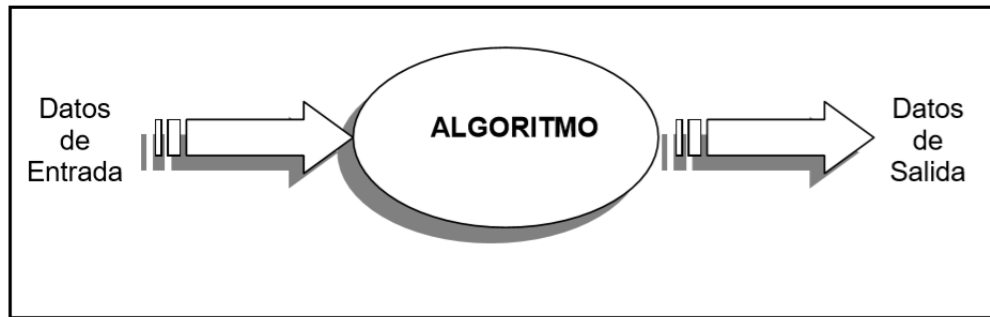 Datos
de
Entrada
ALGORITMO
Datos
de
Salida